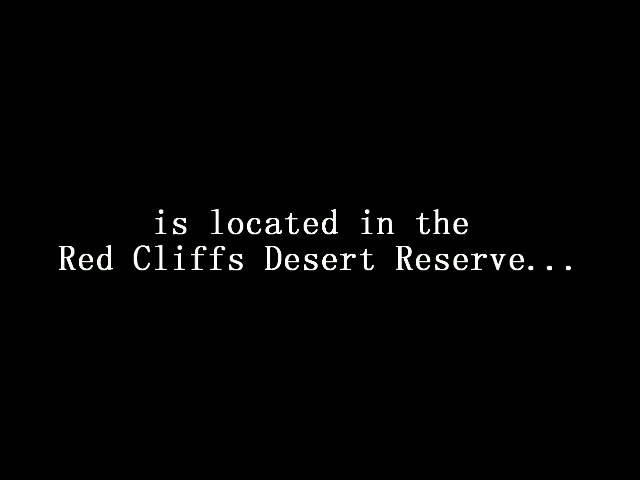 is located in the
Red Cliffs Desert Reserve...